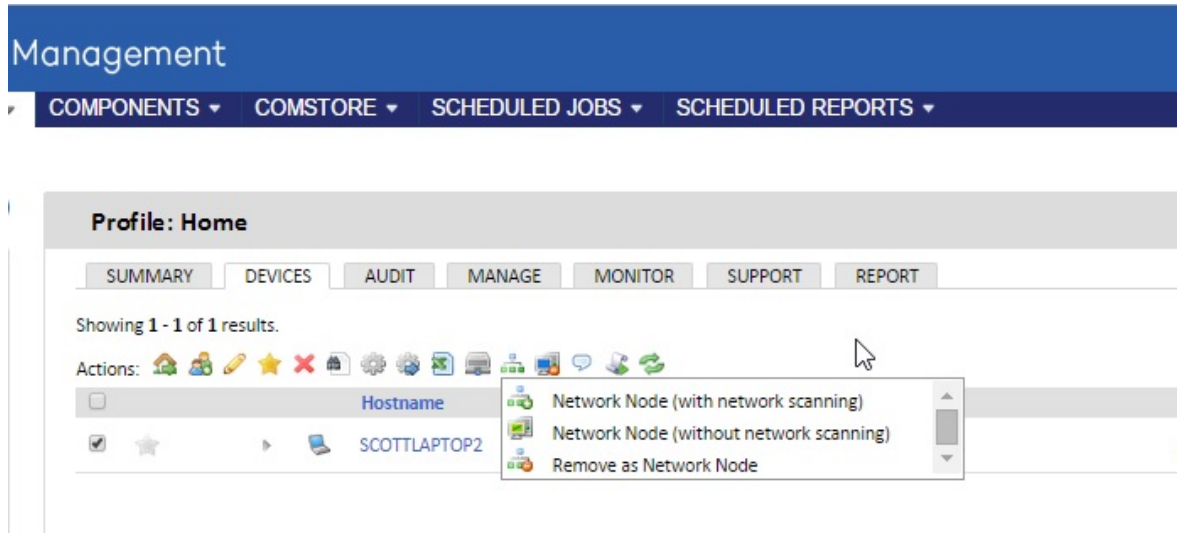 Management
COMPONENTS COMSTORE SCHEDULED JOBS SCHEDULED REPORTS
Profile: Home
SUMMARY DEVICES AUDIT MANAGE MONITOR SUPPORT REPORT
Showing 1 - 1 of 1 results.
Actions:
Hostname
Network Node (with network scanning)
SCOTTLAPTOP2
Network Node (without network scanning)
Remove as Network Node